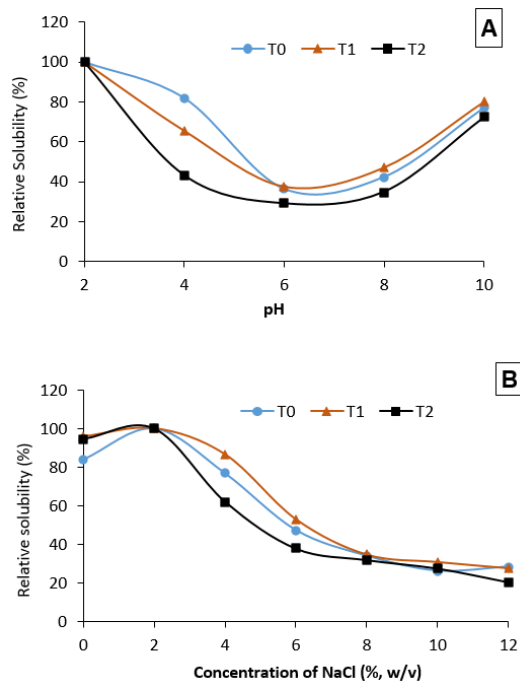 A
T0 T1 T2
120
100
80
60
40
20
0
Relative Solubility (%)
2 4 6 8 10
pH
B
T0 T1 T2
120
100
80
60
40
20
0
Relative solubility (%)
0 2 4 6 8 10 12
Concentration of NaCl (%, w/v)